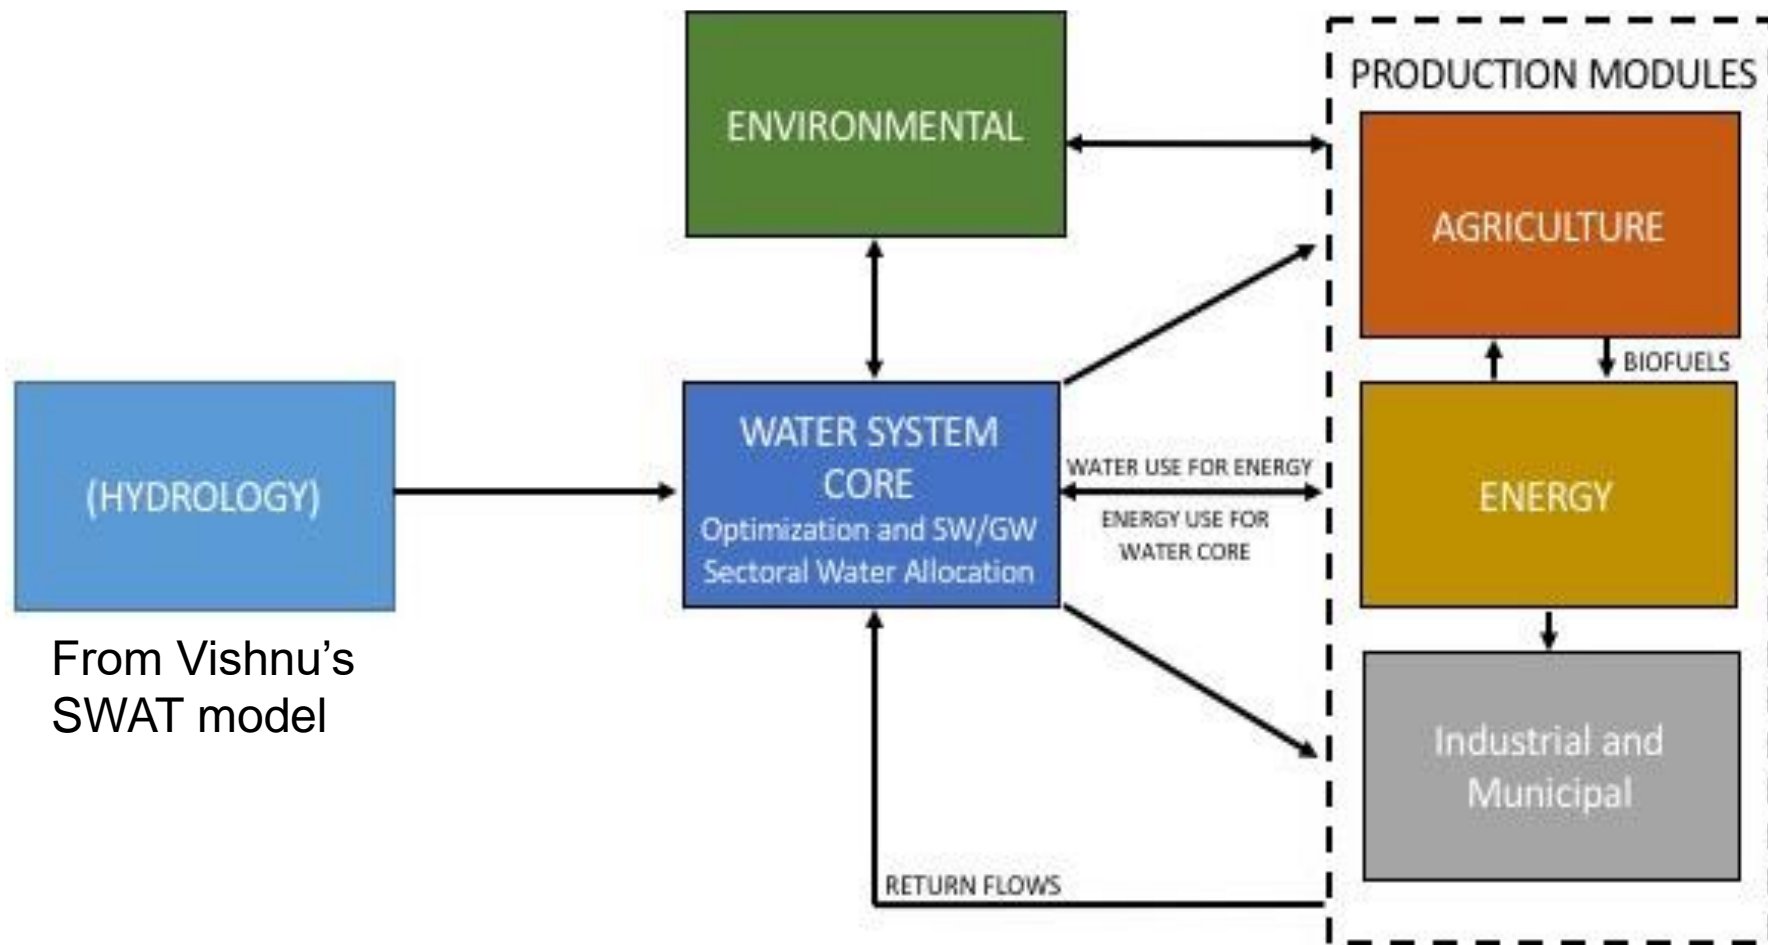 ENVIRONMENTAL
PRODUCTION MODULES
AGRICULTURE
BIOFUELS
(HYDROLOGY)
From Vishnu’s
SWAT model
WATER SYSTEM
CORE
Optimization and SW/GW
Sectoral Water Allocation
WATER USE FOR ENERGY
ENERGY USE FOR
WATER CORE
ENERGY
Industrial and
Municipal
RETURN FLOWS